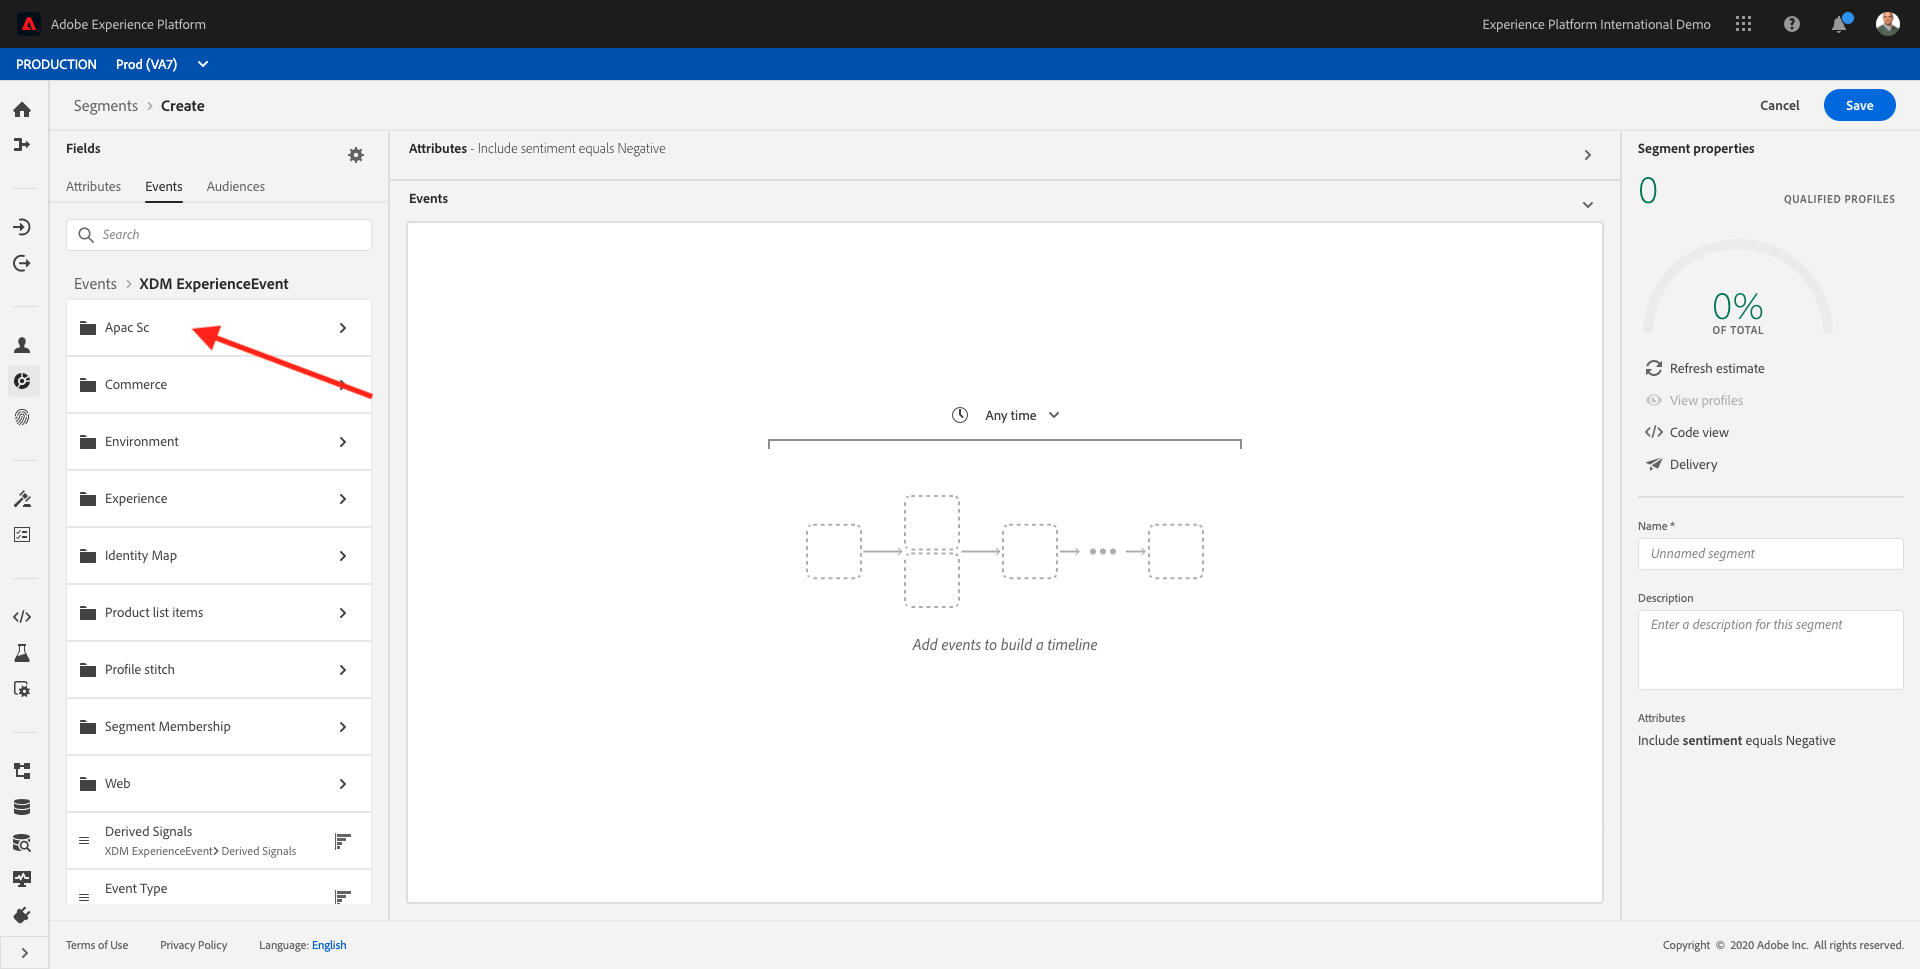 Adobe Experience Platform
Experience Platform International Demo
PRODUCTION Prod (VA7)
Segments > Create
Cancel
Save
Fields
Attributes Events Audiences
Search
Events > XDM ExperienceEvent
Apac Sc
Commerce
Environment
Experience
Identity Map
Product list items
Profile stitch
Segment Membership
Web
Derived Signals
XDM ExperienceEvent> Derived Signals
Event Type
Attributes - Include sentiment equals Negative
Events
Any time
Add events to build a timeline
Segment properties
0
QUALIFIED PROFILES
0%
OF TOTAL
Refresh estimate
View profiles
Code view
Delivery
Name *
Unnamed segment
Description
Enter a description for this segment
Attributes
Include sentiment equals Negative
Terms of Use Privacy Policy Language: English
Copyright © 2020 Adobe Inc. All rights reserved.